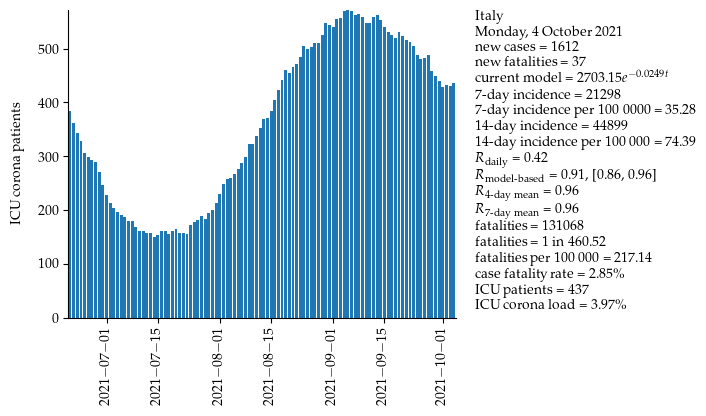 Italy
Monday, 4 October 2021
new cases = 1612
new fatalities = 37
current model = 2703.15e^{-0.0249t}
7-day incidence = 21298
7-day incidence per 100 0000 = 35.28
14-day incidence = 44899
14-day incidence per 100 000 = 74.39
R_daily = 0.42
R_model-based = 0.91, [0.86, 0.96]
R_4-day mean = 0.96
R_7-day mean = 0.96
fatalities = 131068
fatalities = 1 in 460.52
fatalities per 100 000 = 217.14
case fatality rate = 2.85%
ICU patients = 437
ICU corona load = 3.97%
ICU corona patients
500
400
300
200
100
0
2021−07−01
2021−07−15
2021−08−01
2021−08−15
2021−09−01
2021−09−15
2021−10−01